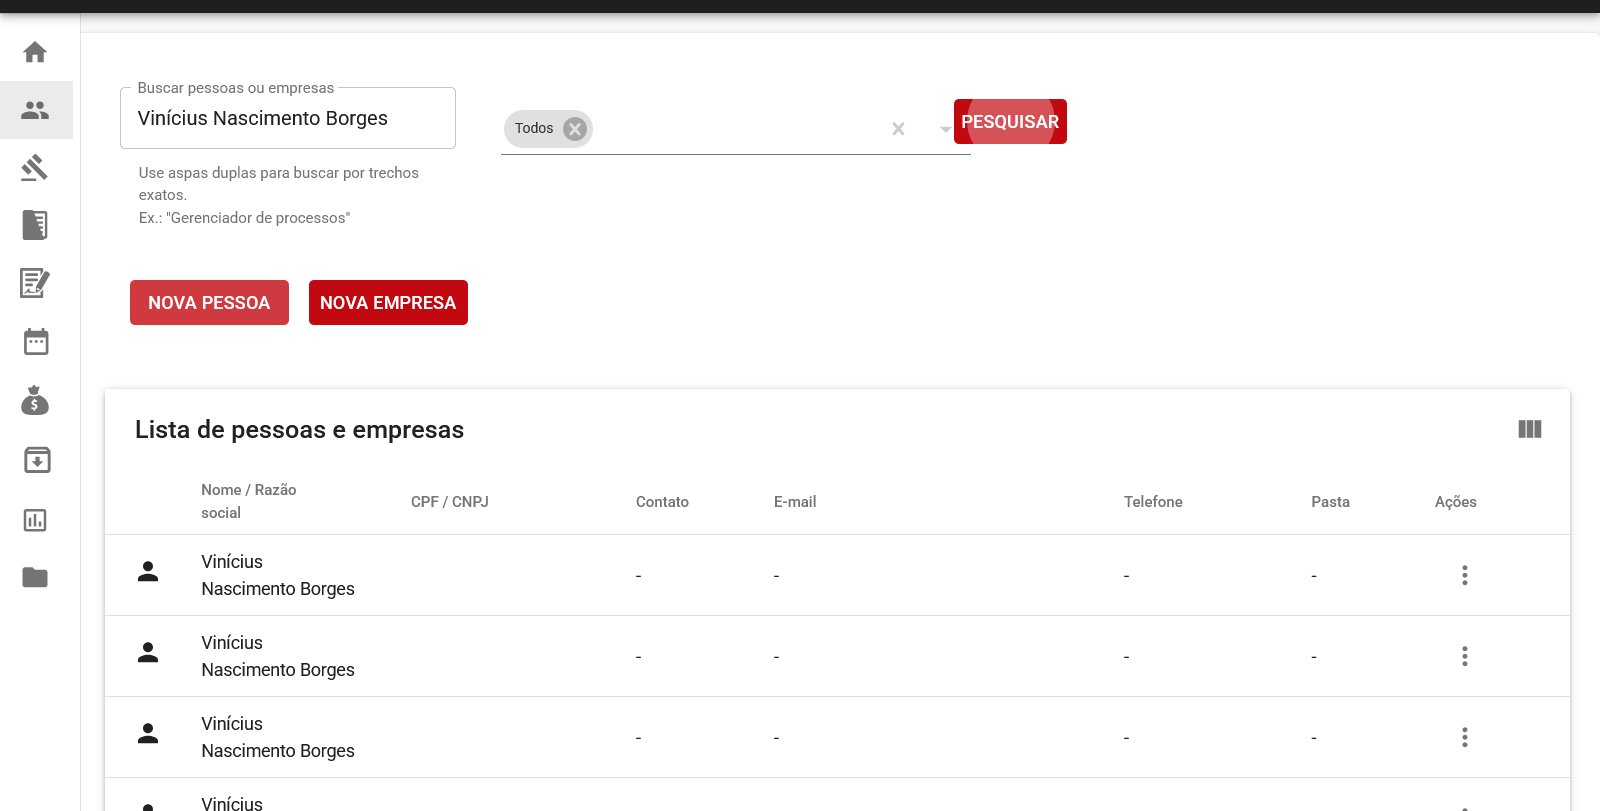 Buscar pessoas ou empresas
Vinícius Nascimento Borges
Todos
PESQUISAR
Use aspas duplas para buscar por trechos
exatos.
Ex.: "Gerenciador de processos"
NOVA PESSOA
NOVA EMPRESA
Lista de pessoas e empresas
Nome / Razão
social
CPF / CNPJ
Contato
E-mail
Telefone
Pasta
Ações
Vinícius
Nascimento Borges
- - - -
Vinícius
Nascimento Borges
- - - -
Vinícius
Nascimento Borges
- - - -
Vinícius